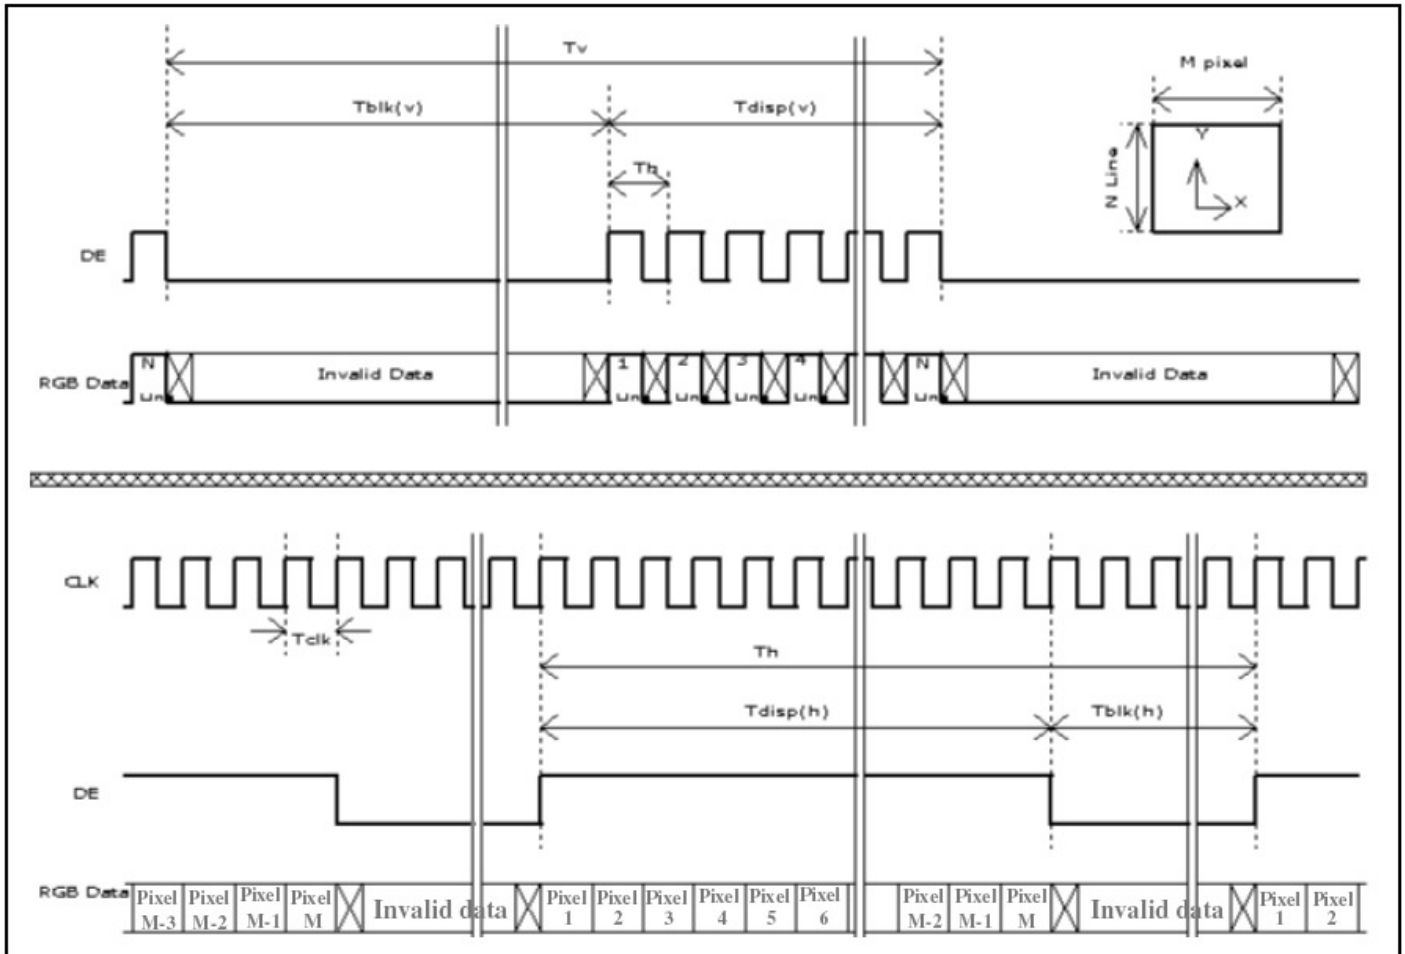 Tv
M pixel
Tblk(v)
Tdisp(v)
Th
N Line
Y
X
DE
RGB Data
N
Invalid Data
1
2
3
4
N
Invalid Data
CLK
Tclk
Th
Tdisp(h)
Tblk(h)
DE
RGB Data
Pixel M-3
Pixel M-2
Pixel M-1
Pixel M
Invalid data
Pixel 1
Pixel 2
Pixel 3
Pixel 4
Pixel 5
Pixel 6
Pixel M-2
Pixel M-1
Pixel M
Invalid data
Pixel 1
Pixel 2